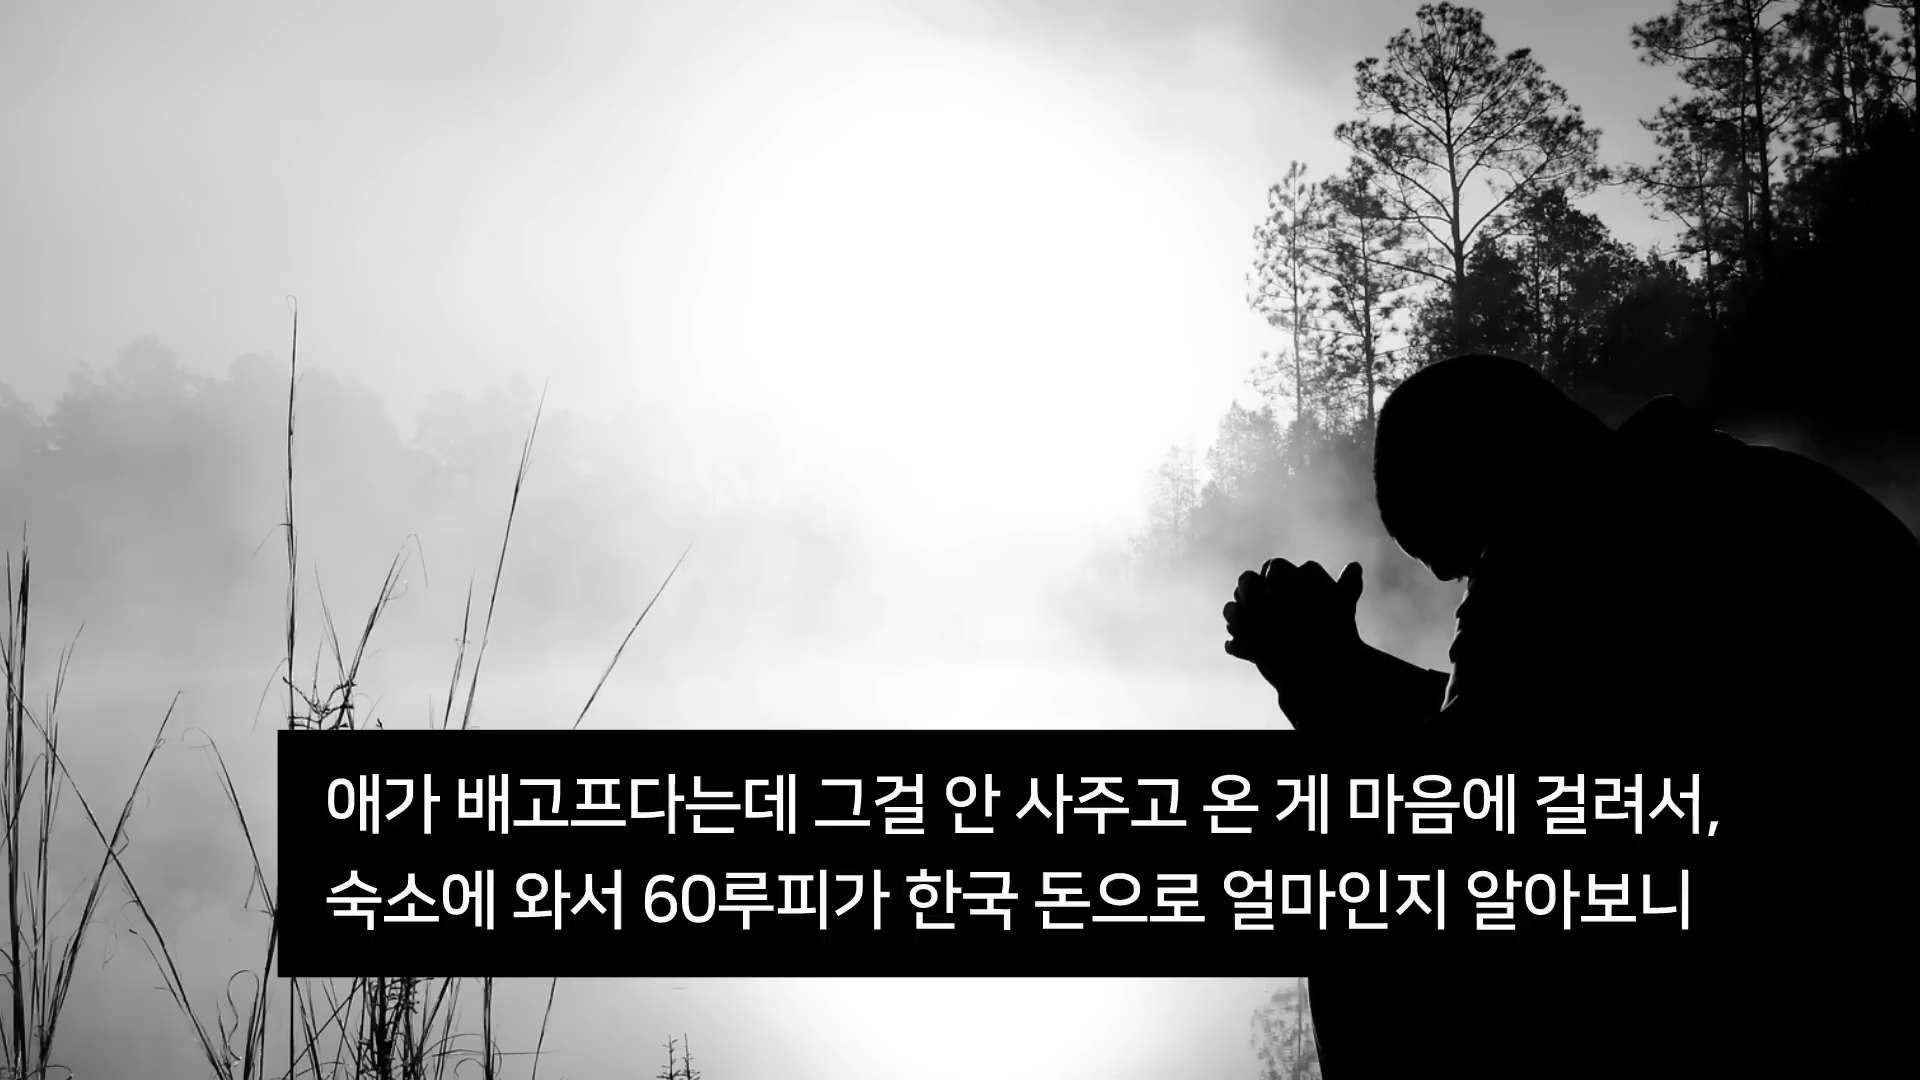 애가 배고프다는데 그걸 안 사주고 온 게 마음에 걸려서,
숙소에 와서 60루피가 한국 돈으로 얼마인지 알아보니